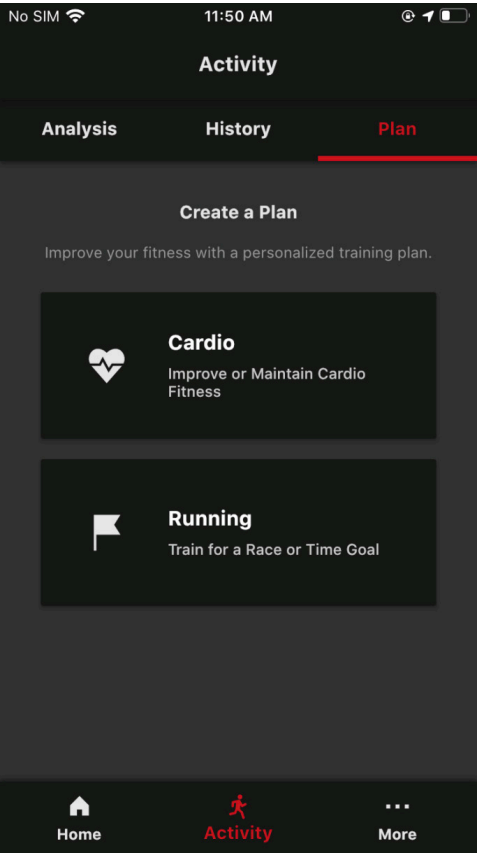 No SIM 11:50 AM
Activity
Analysis History Plan
Create a Plan
Improve your fitness with a personalized training plan.
Cardio
Improve or Maintain Cardio
Fitness
Running
Train for a Race or Time Goal
Home Activity More